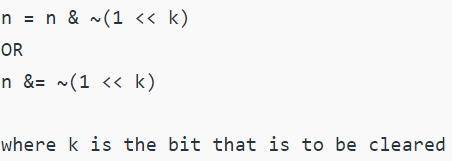 n = n & ~(1 << k)
OR
n &= ~(1 << k)
where k is the bit that is to be cleared